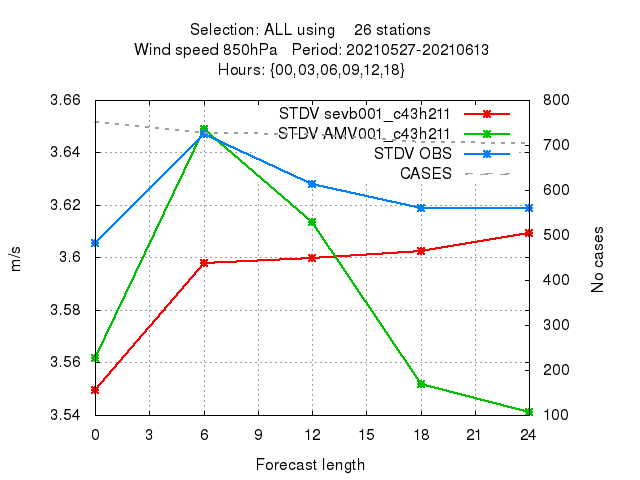 Selection: ALL using    26 stations
Wind speed 850hPa   Period: 20210527-20210613
Hours: {00,03,06,09,12,18}
STDV sevb001_c43h211
STDV AMV001_c43h211
STDV OBS
CASES
3.66
3.64
3.62
3.6
3.58
3.56
3.54
m/s
800
700
600
500
400
300
200
100
No cases
0 3 6 9 12 15 18 21 24
Forecast length